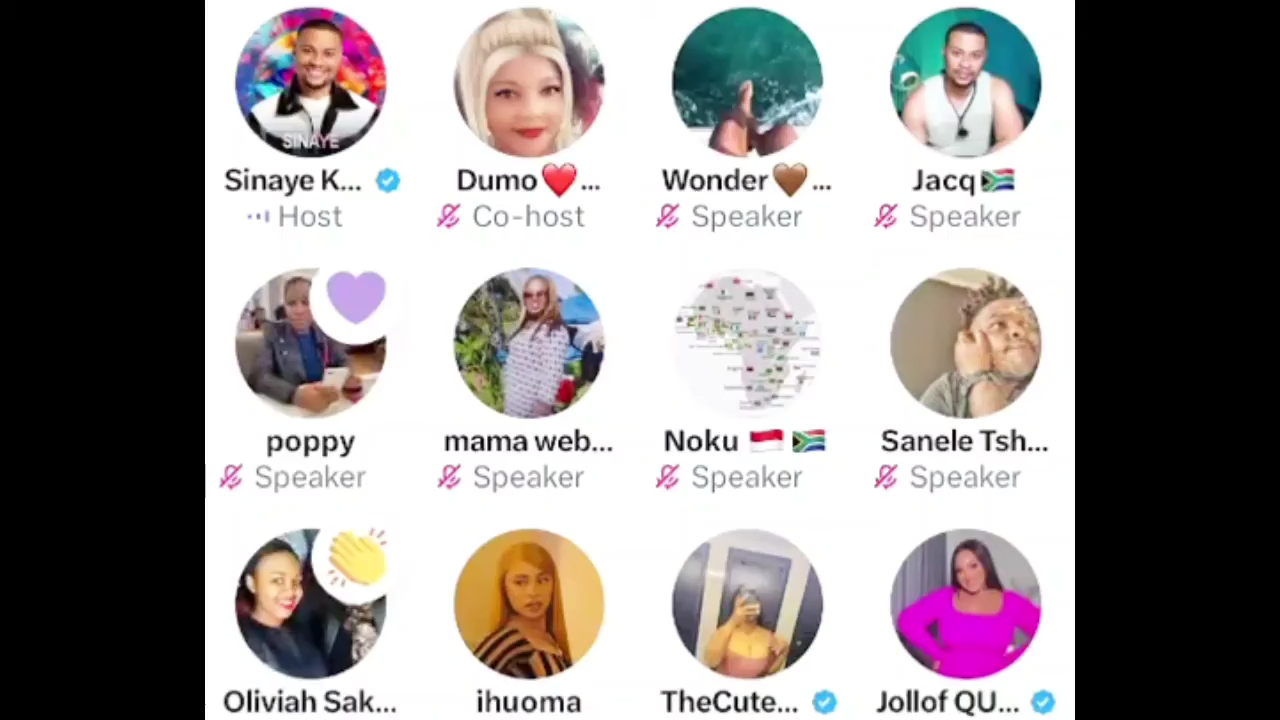 SINAYE
Sinaye K... Dumo❤️... Wonder🤎... Jacq🇿🇦
Host Co-host Speaker Speaker
poppy mama web... Noku 🇮🇩 🇿🇦 Sanele Tsh...
Speaker Speaker Speaker Speaker
Oliviah Sak... ihuoma TheCute... Jollof QU...